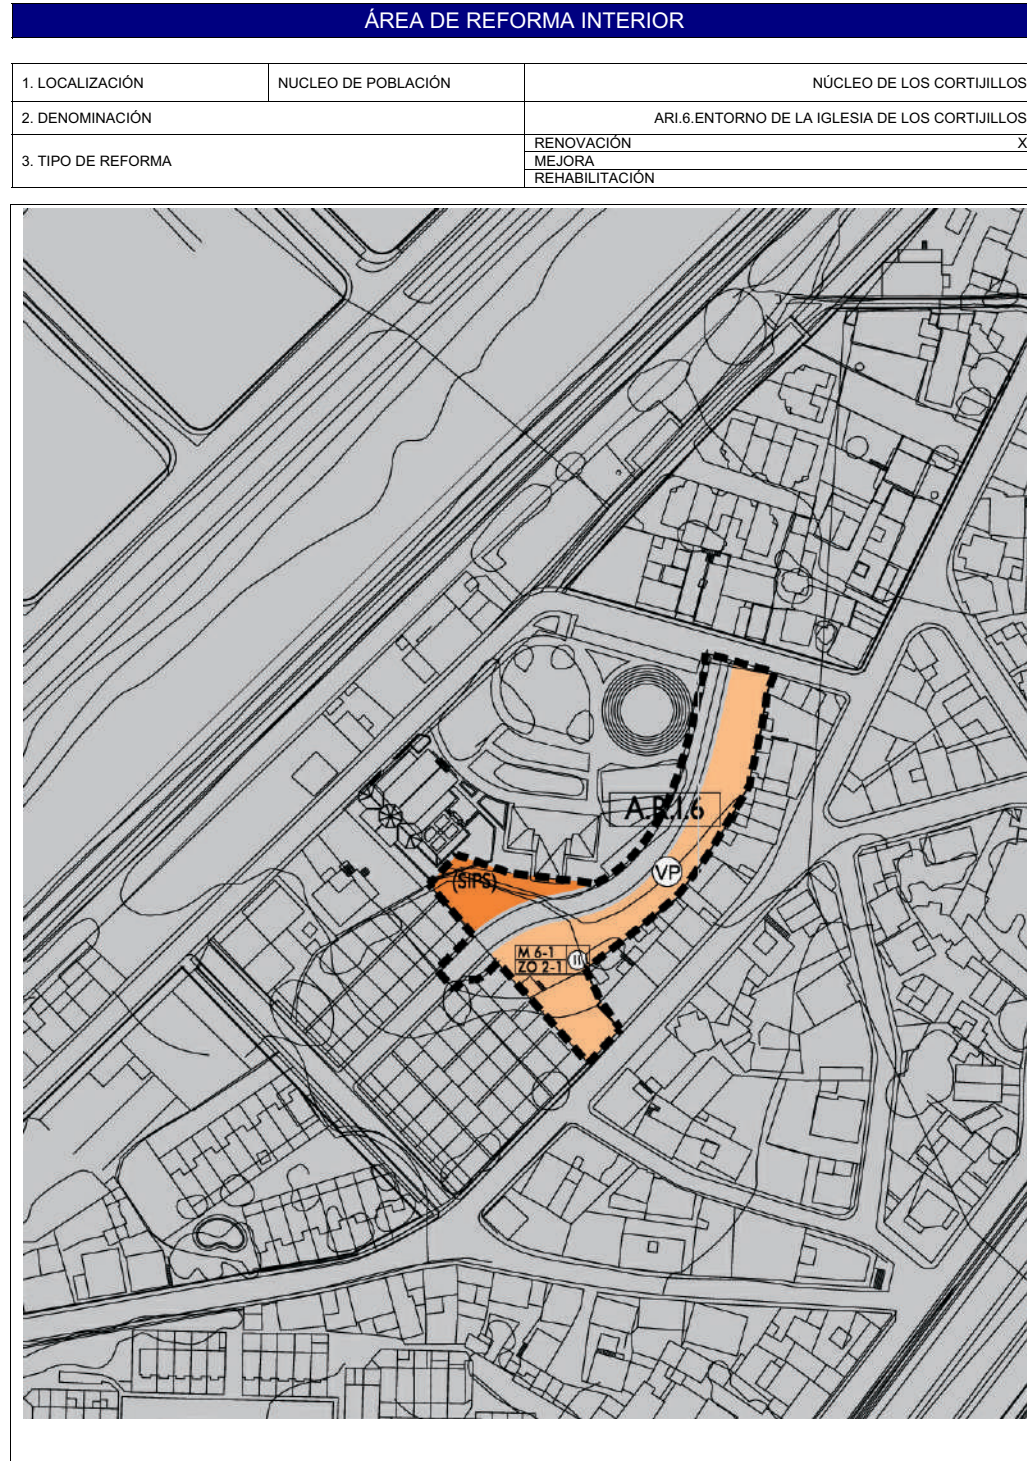 ÁREA DE REFORMA INTERIOR
1. LOCALIZACIÓN NUCLEO DE POBLACIÓN NÚCLEO DE LOS CORTIJILLOS
2. DENOMINACIÓN ARI.6.ENTORNO DE LA IGLESIA DE LOS CORTIJILLOS
3. TIPO DE REFORMA
RENOVACIÓN X
MEJORA
REHABILITACIÓN
A.R.I.6
VP
(SIPS)
M 6-1
ZO 2-1
II